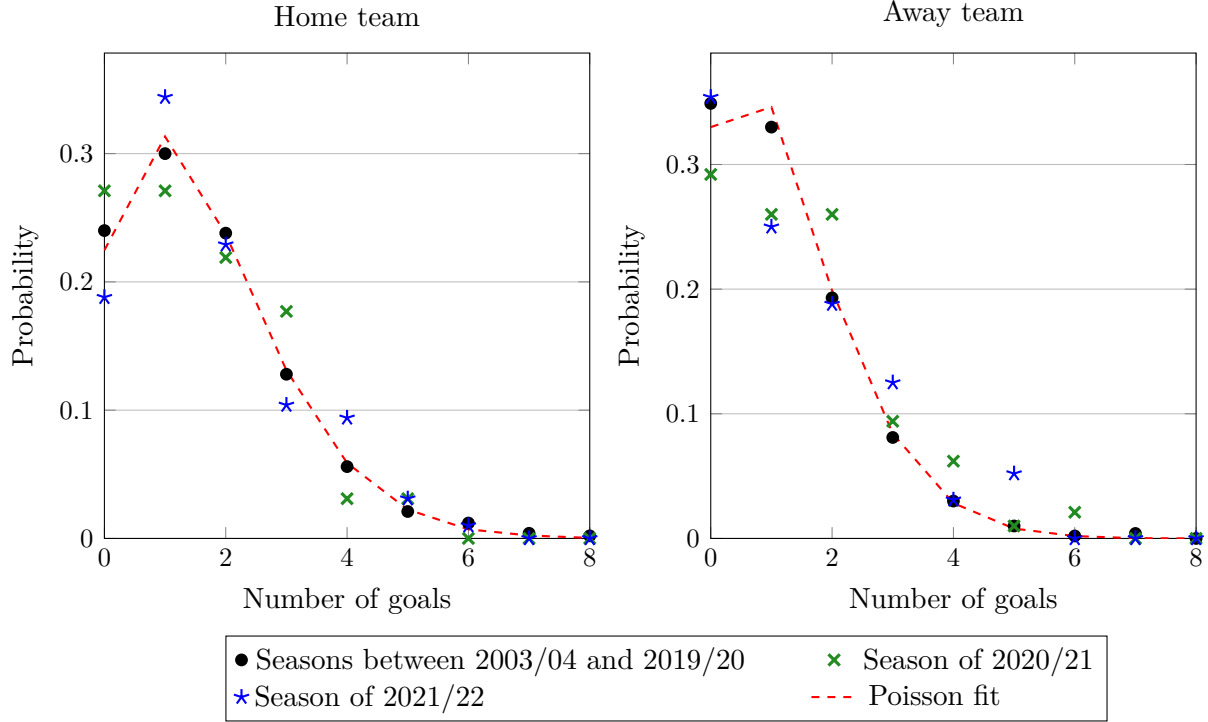 Home team
Away team
0.3
0.2
0.1
0
0 2 4 6 8
Probability
Number of goals
0.3
0.2
0.1
0
0 2 4 6 8
Probability
Number of goals
Seasons between 2003/04 and 2019/20
Season of 2020/21
Season of 2021/22
Poisson fit